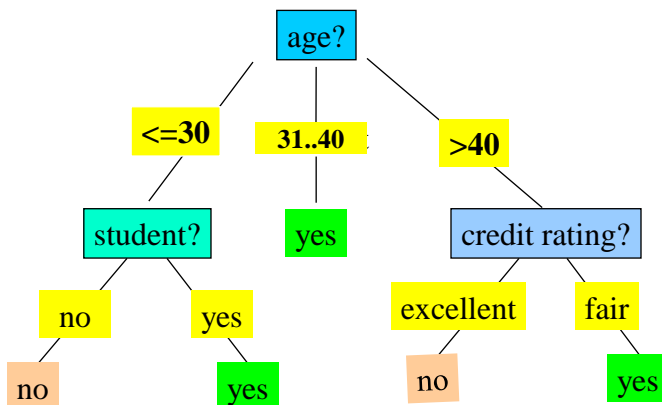 age?
<=30
31..40
>40
student?
yes
credit rating?
no
yes
excellent
fair
no
yes
no
yes